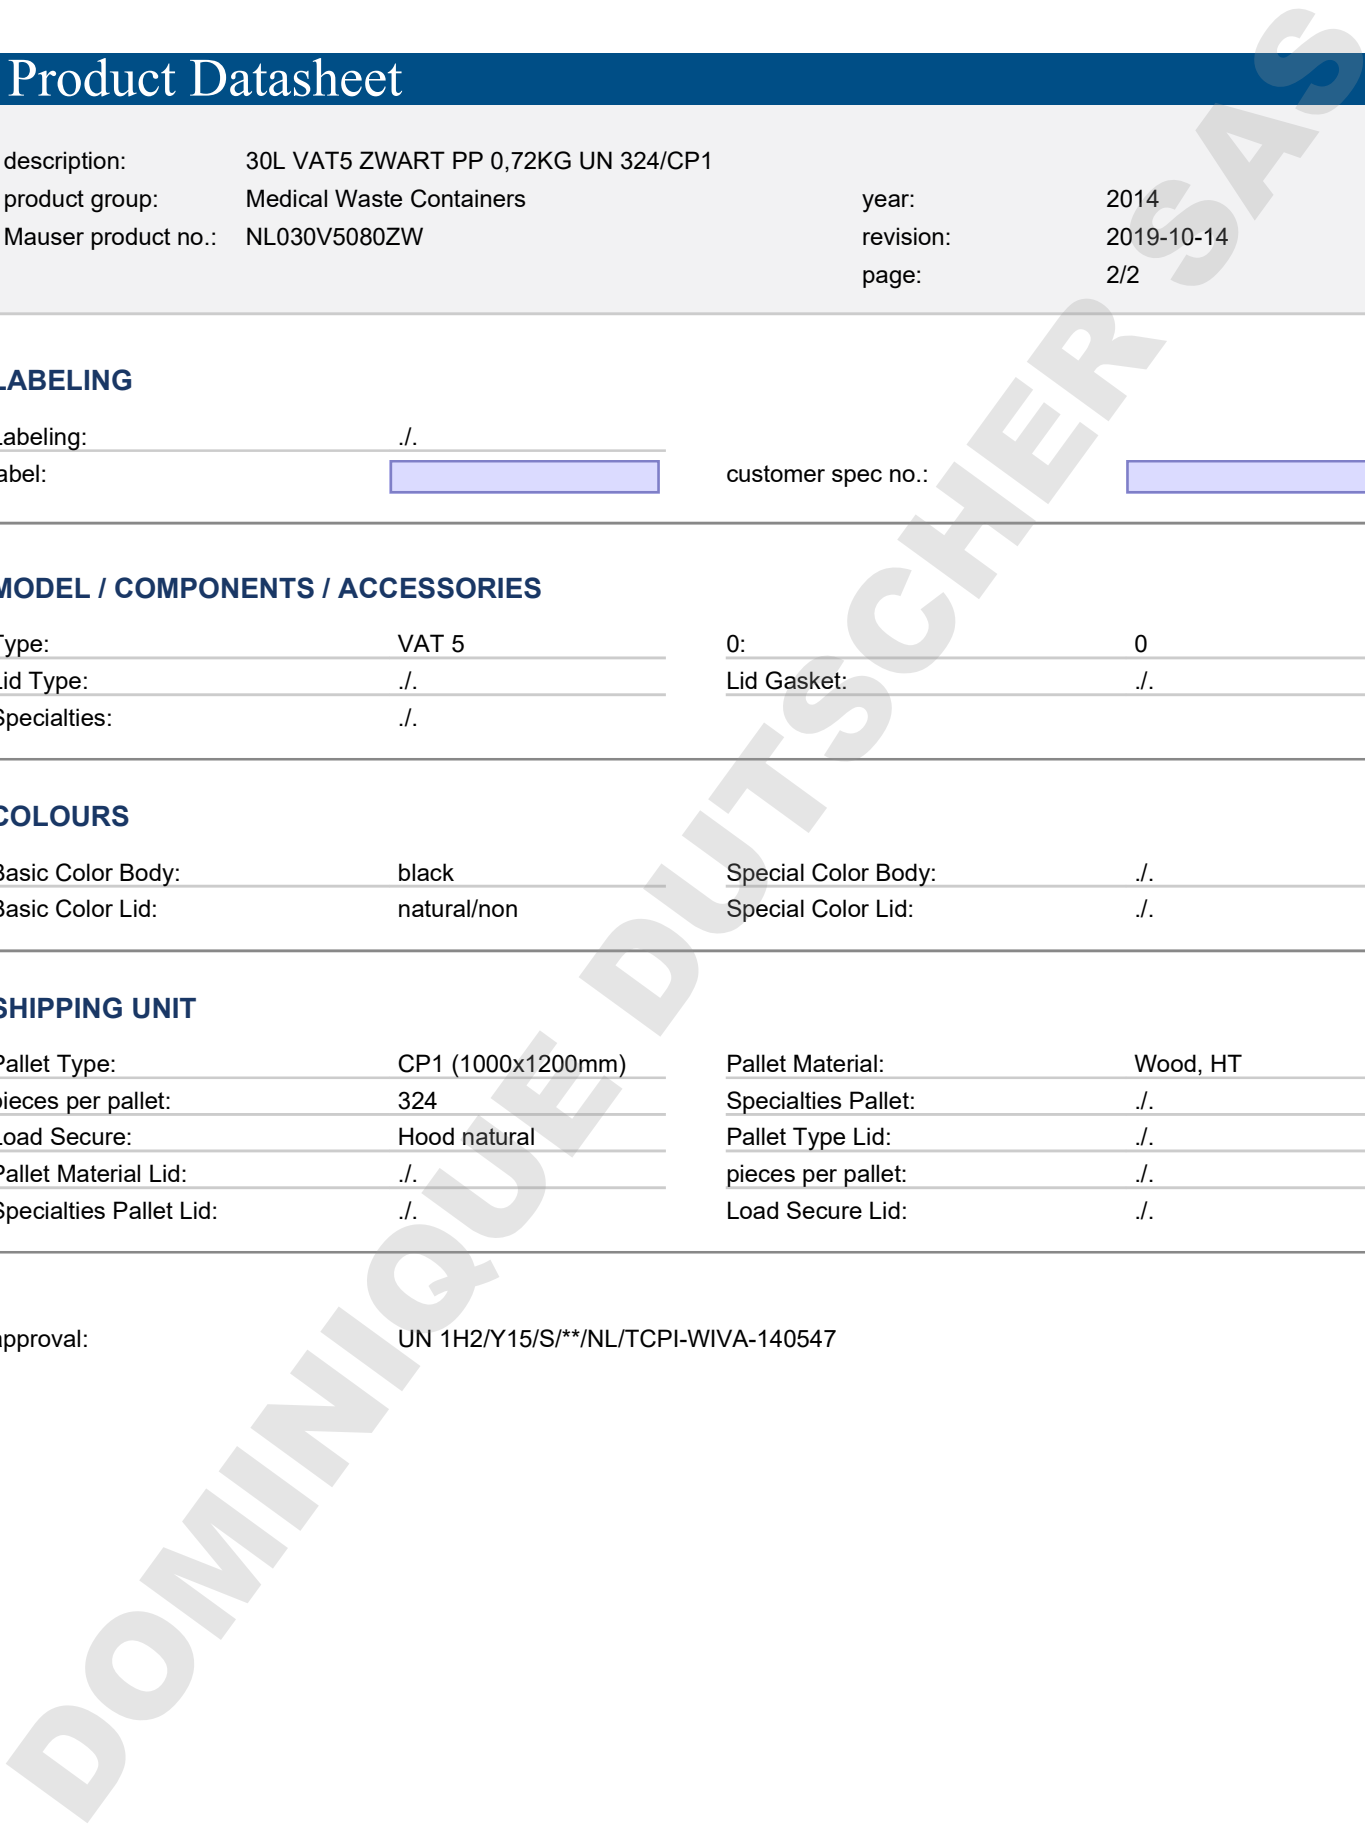 Product Datasheet
description: 30L VAT5 ZWART PP 0,72KG UN 324/CP1
product group: Medical Waste Containers year: 2014
Mauser product no.: NL030V5080ZW revision: 2019-10-14
page: 2/2
LABELING
Labeling: ./.
label: customer spec no.:
MODEL / COMPONENTS / ACCESSORIES
Type: VAT 5 0: 0
Lid Type: ./. Lid Gasket: ./.
Specialties: ./.
COLOURS
Basic Color Body: black Special Color Body: ./.
Basic Color Lid: natural/non Special Color Lid: ./.
SHIPPING UNIT
Pallet Type: CP1 (1000x1200mm) Pallet Material: Wood, HT
pieces per pallet: 324 Specialties Pallet: ./.
Load Secure: Hood natural Pallet Type Lid: ./.
Pallet Material Lid: ./. pieces per pallet: ./.
Specialties Pallet Lid: ./. Load Secure Lid: ./.
approval: UN 1H2/Y15/S/**/NL/TCPI-WIVA-140547
DOMINIQUE DUTSCHER SAS